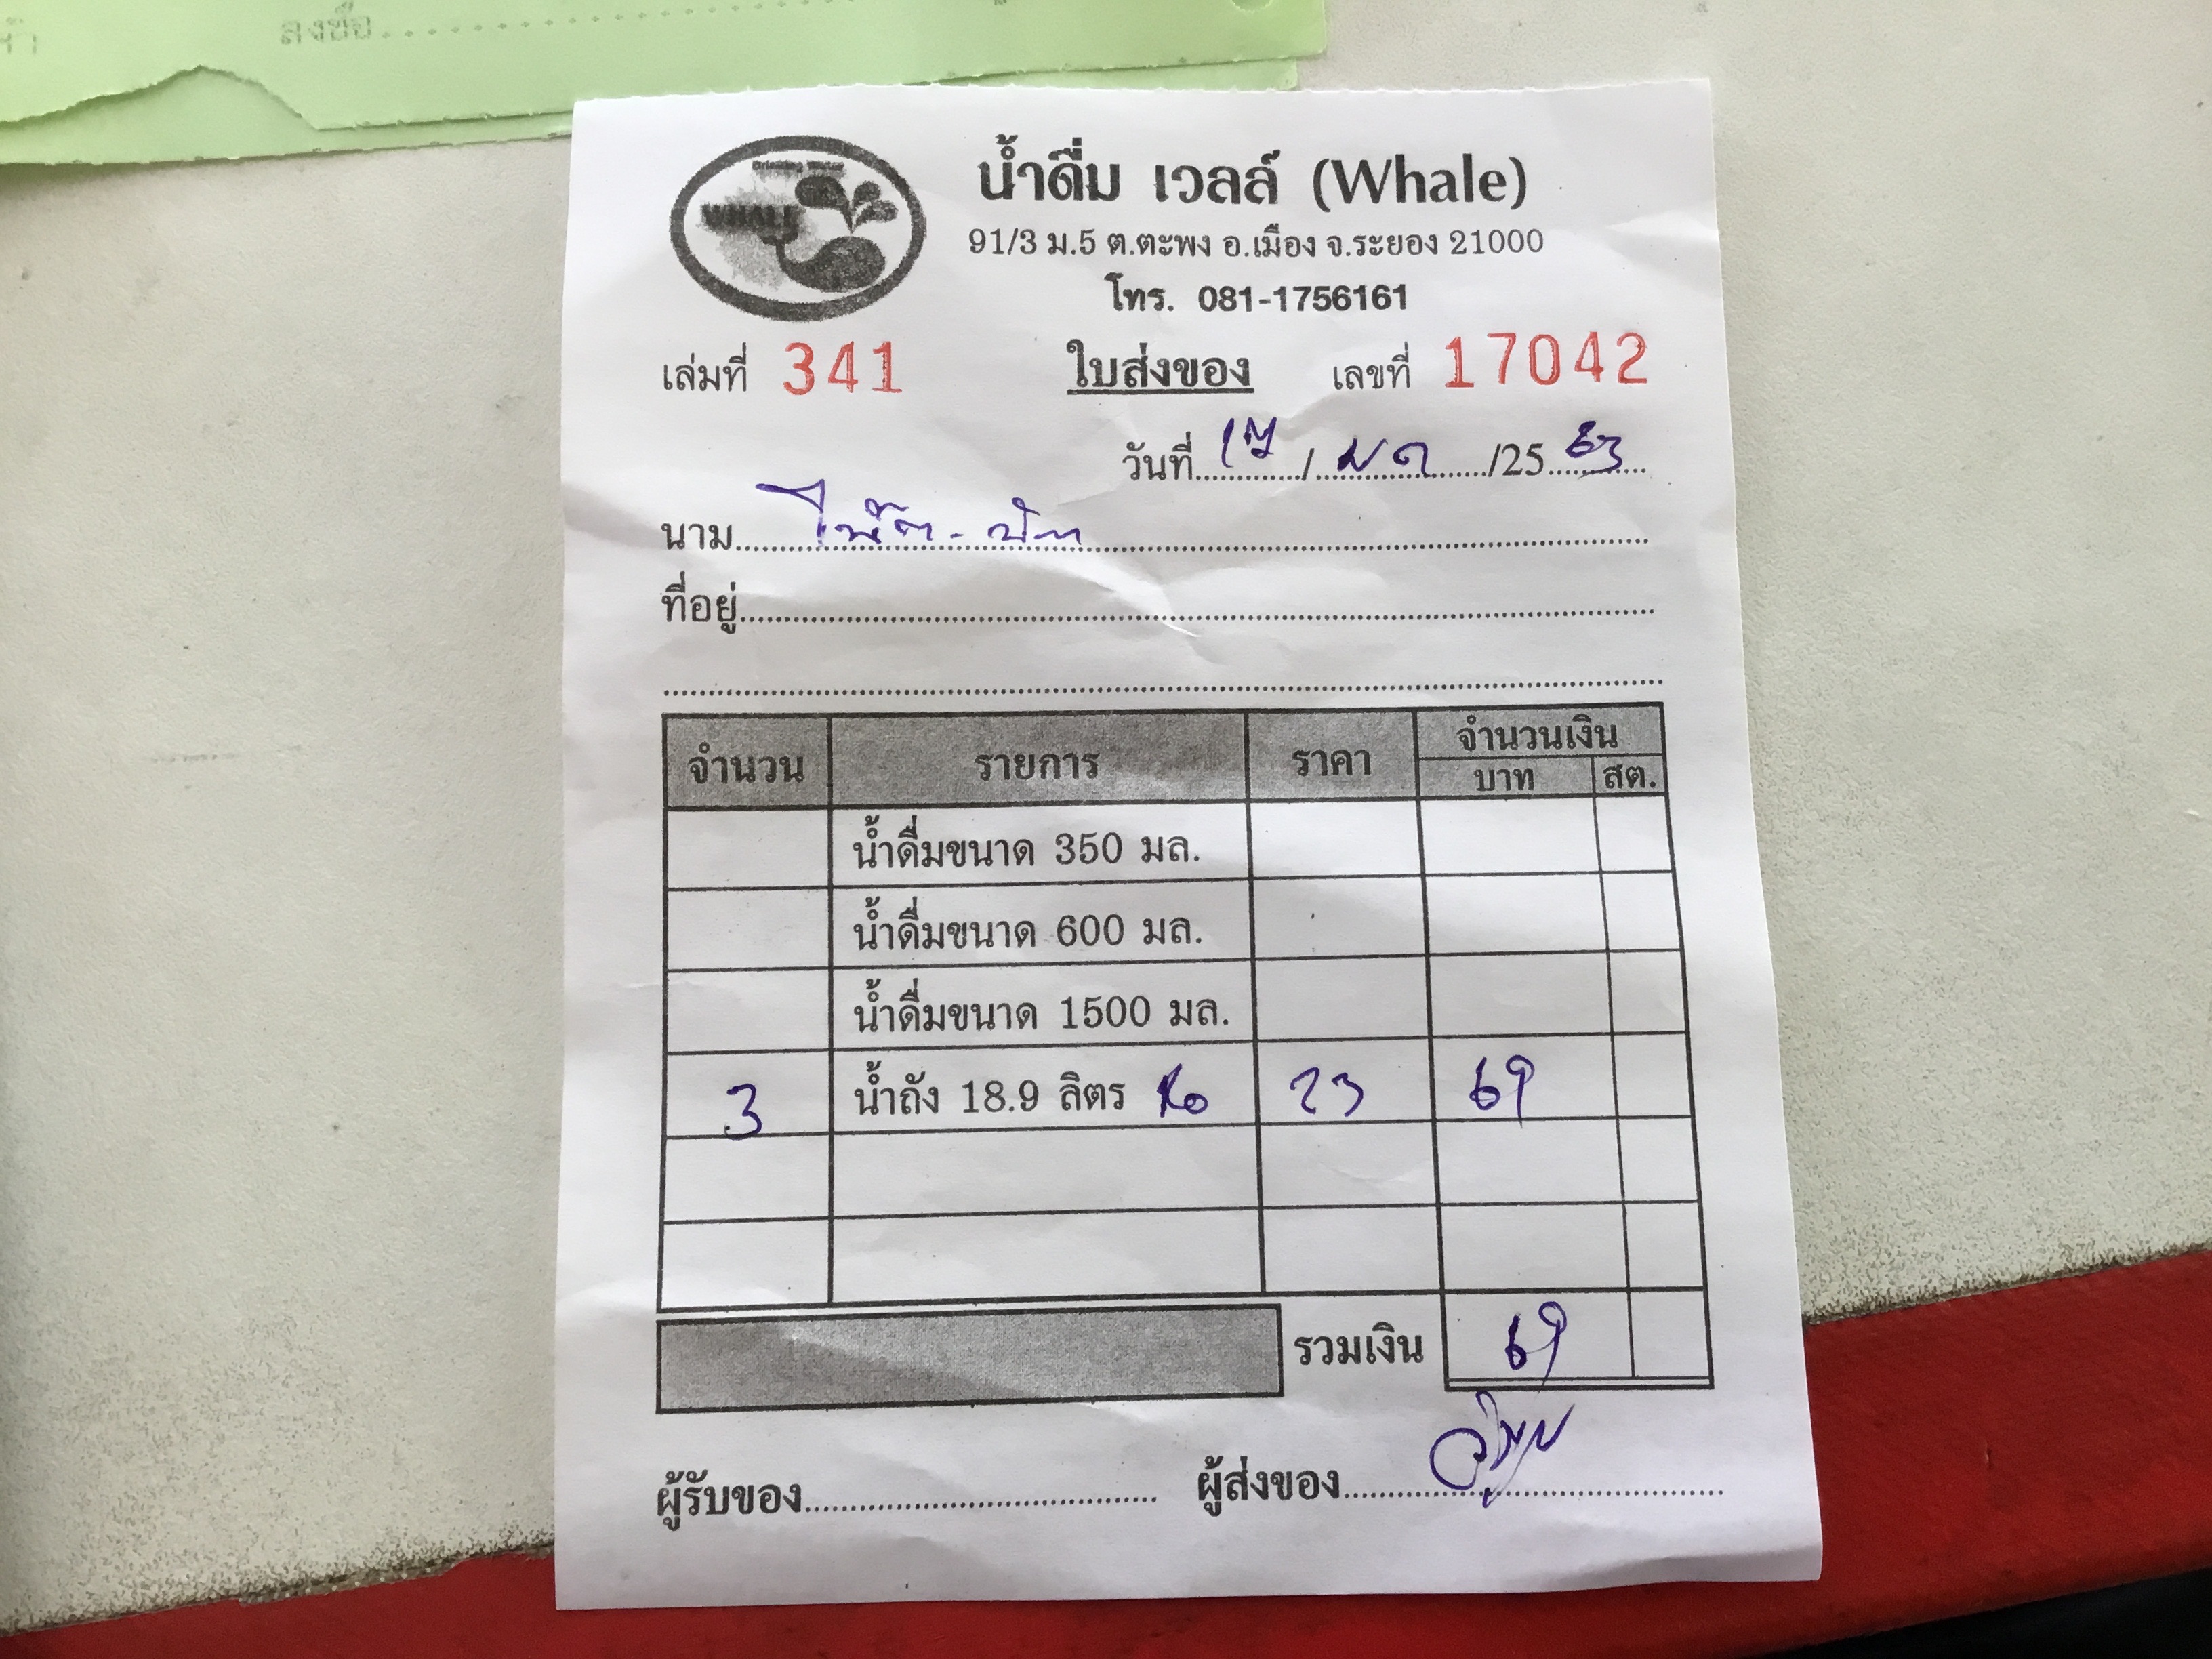 ลงชื่อ
Drinking Water
WHALE
น้ำดื่ม เวลล์ (Whale)
91/3 ม.5 ต.ตะพง อ.เมือง จ.ระยอง 21000
โทร. 081-1756161
เล่มที่ 341 ใบส่งของ เลขที่ 17042
วันที่ 17 / มค /25 63
นาม
ที่อยู่
จำนวน รายการ ราคา จำนวนเงิน
บาท สต.
น้ำดื่มขนาด 350 มล.
น้ำดื่มขนาด 600 มล.
น้ำดื่มขนาด 1500 มล.
3 น้ำถัง 18.9 ลิตร 23 69
รวมเงิน 69
ผู้รับของ ผู้ส่งของ